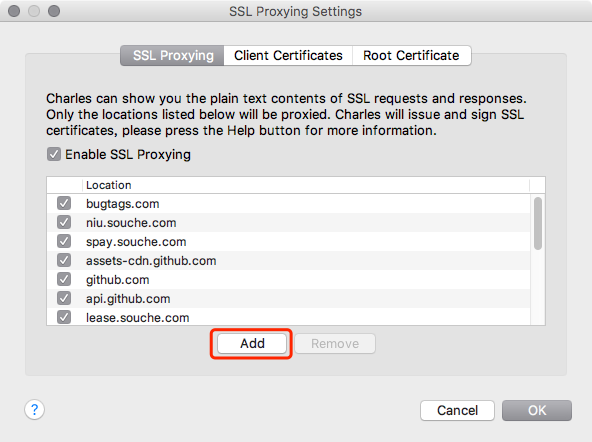 SSL Proxying Settings
SSL Proxying Client Certificates Root Certificate
Charles can show you the plain text contents of SSL requests and responses.
Only the locations listed below will be proxied. Charles will issue and sign SSL
certificates, please press the Help button for more information.
Enable SSL Proxying
Location
bugtags.com
niu.souche.com
spay.souche.com
assets-cdn.github.com
github.com
api.github.com
lease.souche.com
Add Remove
? Cancel OK